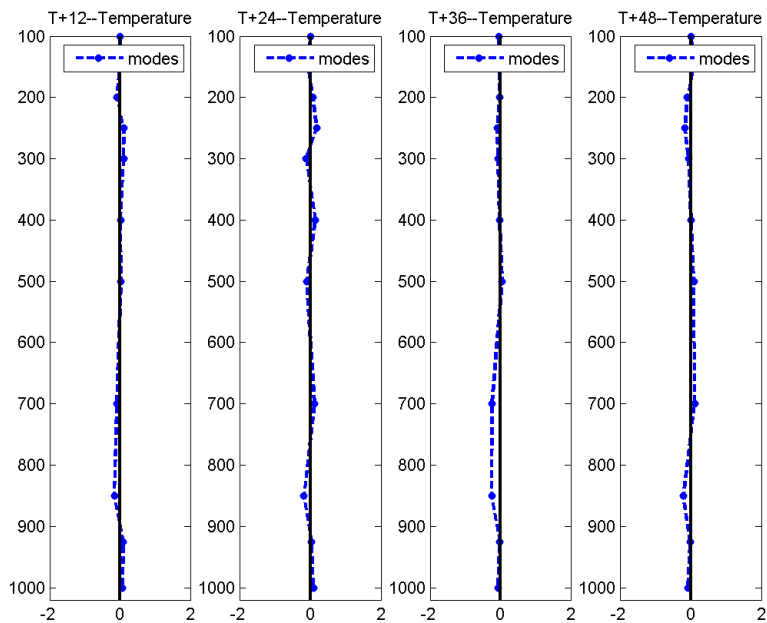 T+12--Temperature T+24--Temperature T+36--Temperature T+48--Temperature
100 100 100 100
modes modes modes modes
200 200 200 200
300 300 300 300
400 400 400 400
500 500 500 500
600 600 600 600
700 700 700 700
800 800 800 800
900 900 900 900
1000 1000 1000 1000
-2 0 2 -2 0 2 -2 0 2 -2 0 2